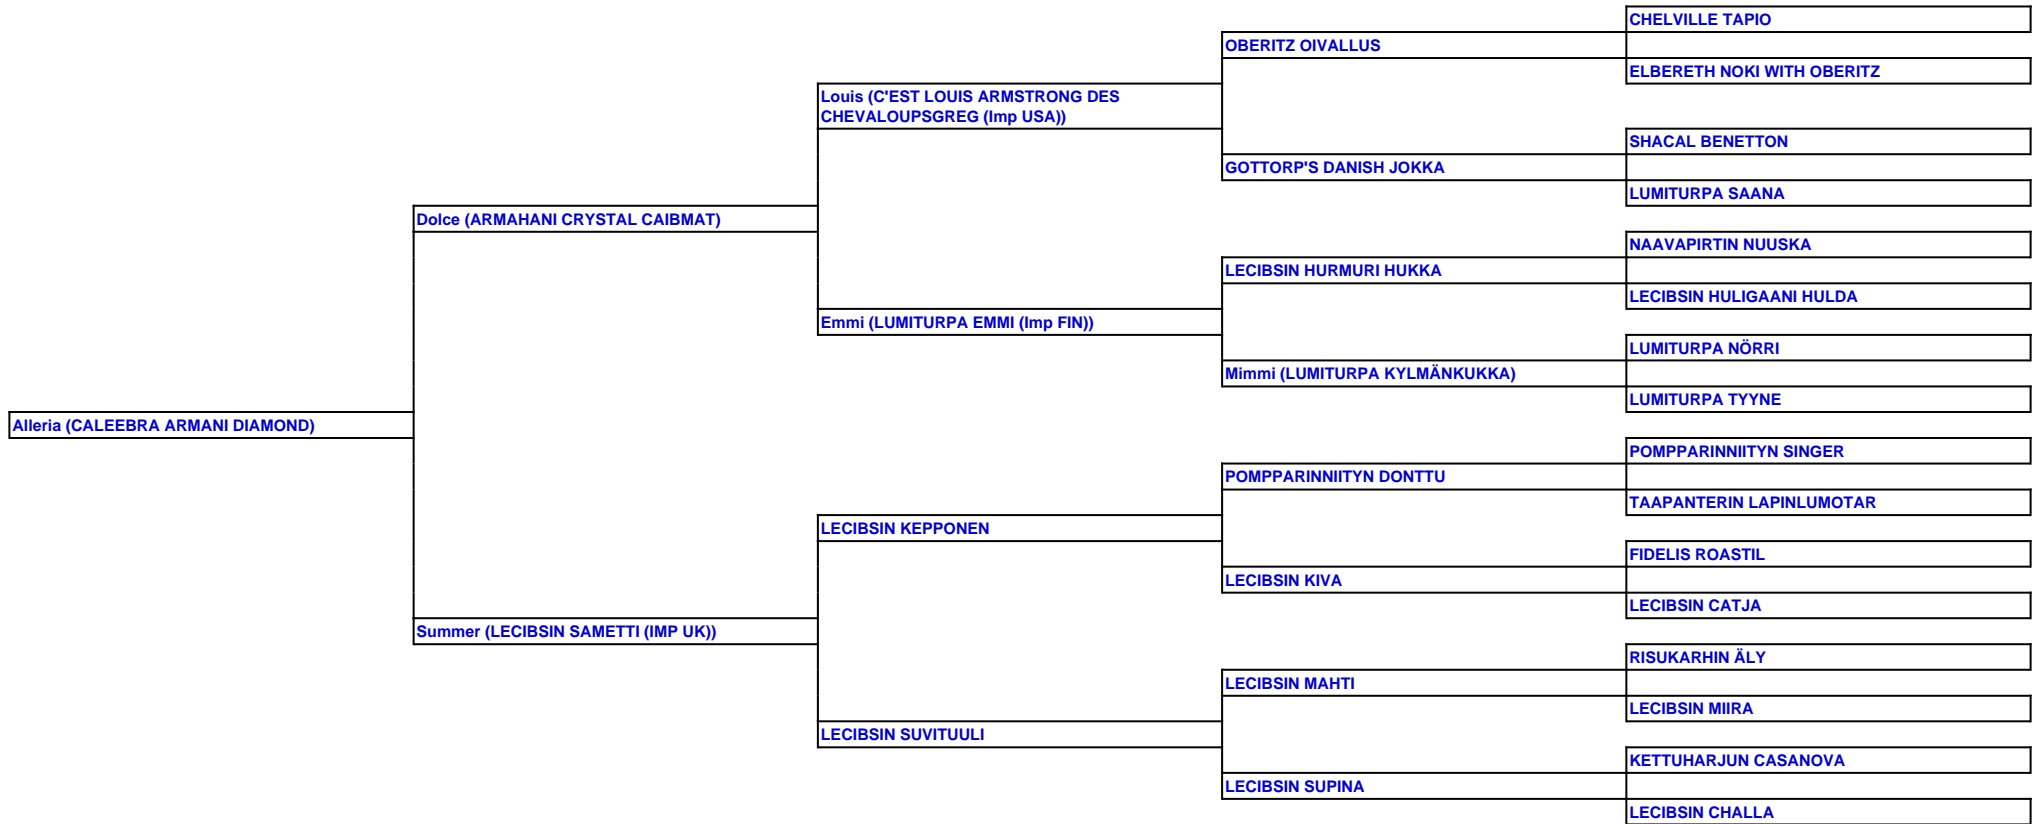 CHELVILLE TAPIO
OBERITZ OIVALLUS
ELBERETH NOKI WITH OBERITZ
Louis (C'EST LOUIS ARMSTRONG DES
CHEVALOUPSGREG (Imp USA))
SHACAL BENETTON
GOTTORP'S DANISH JOKKA
LUMITURPA SAANA
Dolce (ARMAHANI CRYSTAL CAIBMAT)
NAAVAPIRTIN NUUSKA
LECIBSIN HURMURI HUKKA
LECIBSIN HULIGAANI HULDA
Emmi (LUMITURPA EMMI (Imp FIN))
LUMITURPA NÖRRI
Mimmi (LUMITURPA KYLMÄNKUKKA)
LUMITURPA TYYNE
Alleria (CALEEBRA ARMANI DIAMOND)
POMPPARINNIITYN SINGER
POMPPARINNIITYN DONTTU
TAAPANTERIN LAPINLUMOTAR
LECIBSIN KEPPONEN
FIDELIS ROASTIL
LECIBSIN KIVA
LECIBSIN CATJA
Summer (LECIBSIN SAMETTI (IMP UK))
RISUKARHIN ÄLY
LECIBSIN MAHTI
LECIBSIN MIIRA
LECIBSIN SUVITUULI
KETTUHARJUN CASANOVA
LECIBSIN SUPINA
LECIBSIN CHALLA